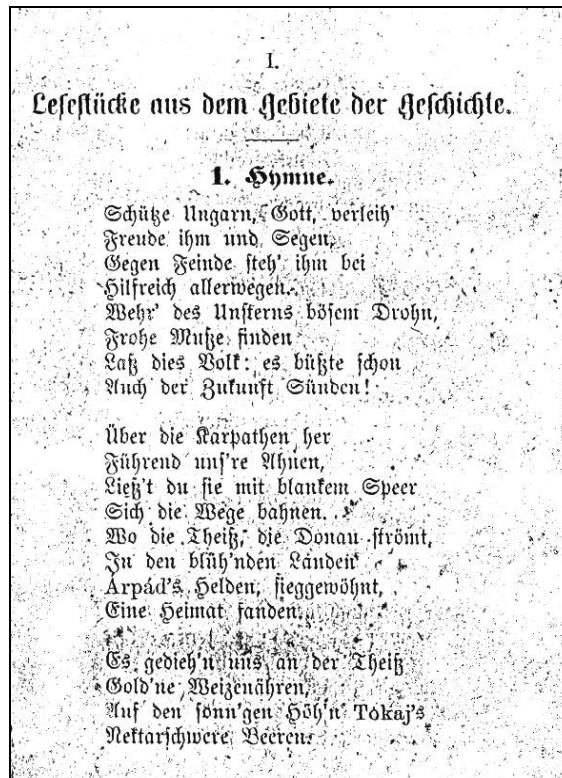 I.
Lesestücke aus dem Gebiete der Geschichte.
1. Hymne.
Schütze Ungarn, Gott, verleih'
Freude ihm und Segen,
Gegen Feinde steh' ihm bei
Hilfreich allerwegen.
Wehr' des Unsterns bösem Drohn,
Frohe Muße finden
Laß dies Volk: es büßte schon
Auch der Zukunft Sünden!
Über die Karpathen her
Führend uns're Ahnen,
Ließ't du sie mit blankem Speer
Sich die Wege bahnen.
Wo die Theiß, die Donau strömt,
In den blüh'nden Landen
Árpád's Helden, sieggewöhnt,
Eine Heimat fanden.
Es gedieh'n uns an der Theiß
Gold'ne Weizenähren,
Auf den sonn'gen Höh'n Tokaj's
Nektarschwere Beeren.